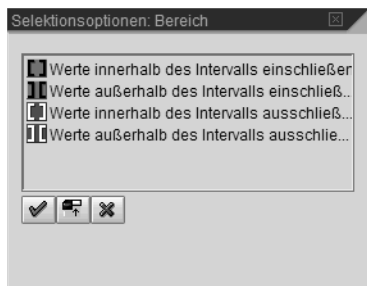 Selektionsoptionen: Bereich
Werte innerhalb des Intervalls einschließen
Werte außerhalb des Intervalls einschließ...
Werte innerhalb des Intervalls ausschließ...
Werte außerhalb des Intervalls ausschlie...